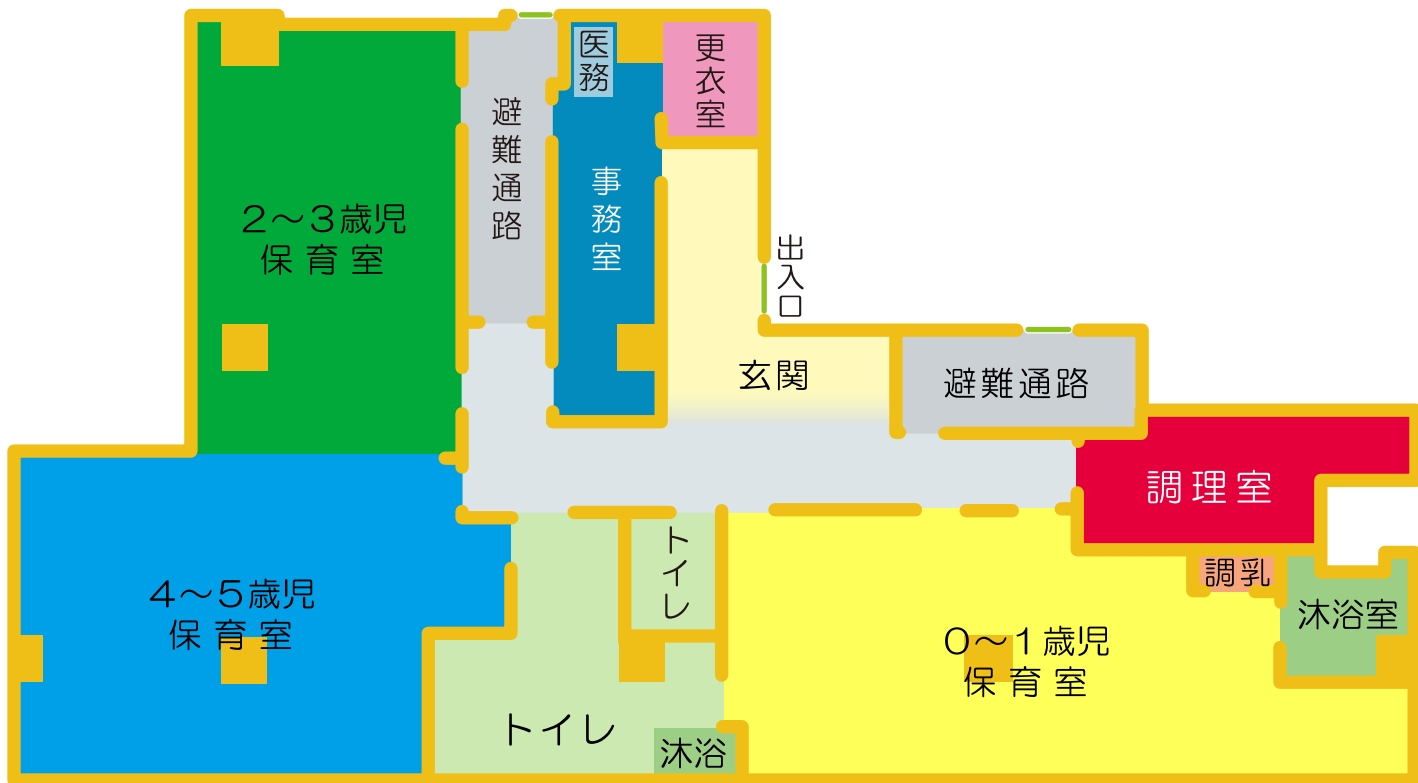 医務
更衣室
避難通路
事務室
2～3歳児
保育室
出入口
玄関
避難通路
調理室
トイレ
調乳
4～5歳児
保育室
沐浴室
0～1歳児
保育室
トイレ
沐浴